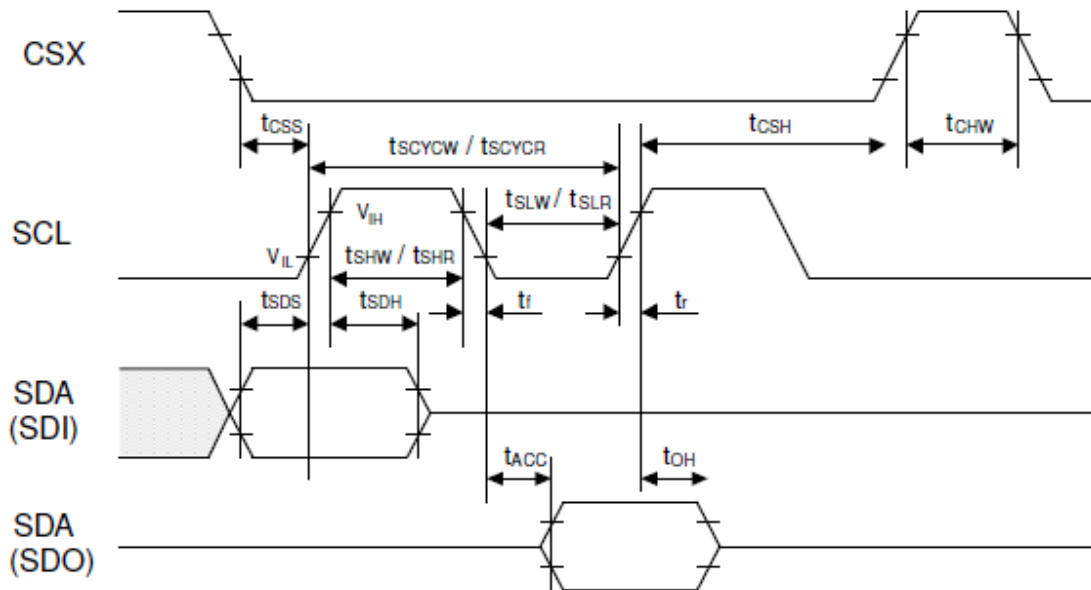 CSX
tCSS
tSCYCW / tSCYCR
tCSH
tCHW
SCL
VIH
VIL
tSLW / tSLR
tSHW / tSHR
tSDS
tSDH
tf
tr
SDA
(SDI)
tACC
tOH
SDA
(SDO)